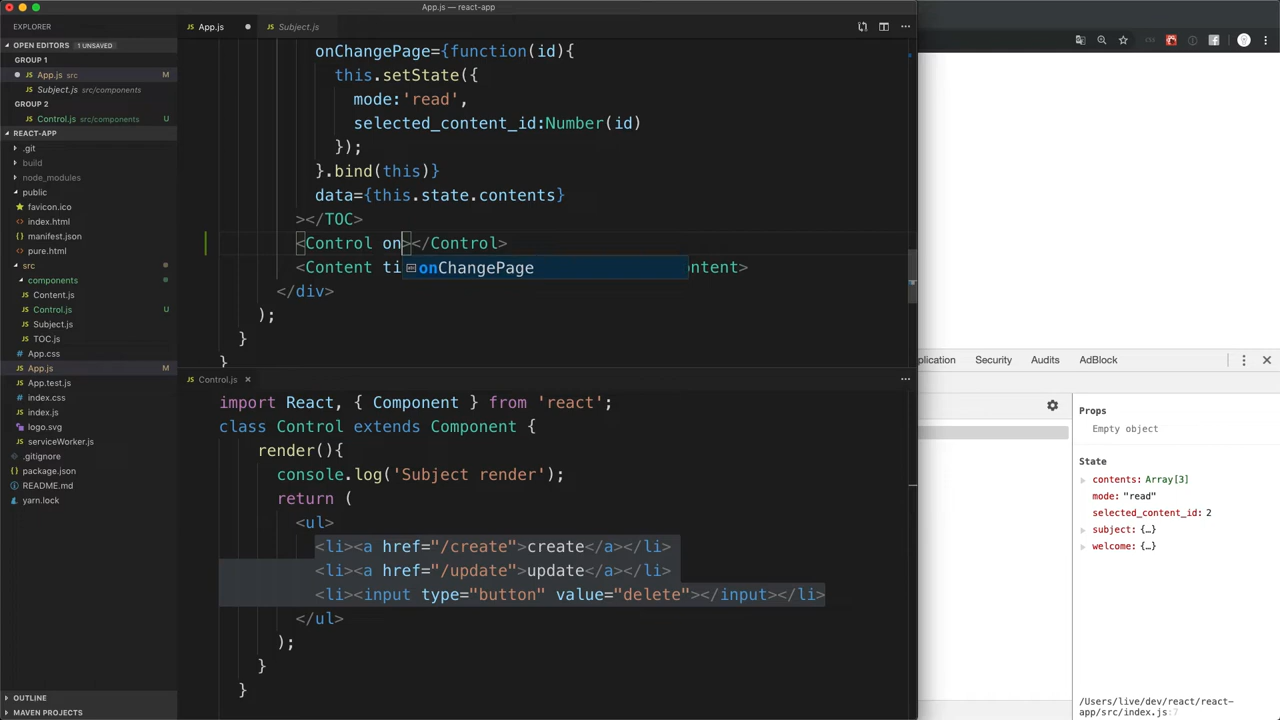 App.js — react-app
EXPLORER
OPEN EDITORS 1 UNSAVED
GROUP 1
App.js src M
Subject.js src/components
GROUP 2
Control.js src/components U
REACT-APP
.git
build
node_modules
public
favicon.ico
index.html
manifest.json
pure.html
src
components
Content.js
Control.js U
Subject.js
TOC.js
App.css
App.js M
App.test.js
index.css
index.js
logo.svg
serviceWorker.js
.gitignore
package.json
README.md
yarn.lock
OUTLINE
MAVEN PROJECTS
JS App.js
JS Subject.js
onChangePage={function(id){
this.setState({
mode:'read',
selected_content_id:Number(id)
});
}.bind(this)}
data={this.state.contents}
></TOC>
<Control on></Control>
<Content ti
ontent>
onChangePage
</div>
);
}
}
JS Control.js ×
import React, { Component } from 'react';
class Control extends Component {
render(){
console.log('Subject render');
return (
<ul>
<li><a href="/create">create</a></li>
<li><a href="/update">update</a></li>
<li><input type="button" value="delete"></input></li>
</ul>
);
}
}
plication Security Audits AdBlock
Props
Empty object
State
contents: Array[3]
mode: "read"
selected_content_id: 2
subject: {…}
welcome: {…}
/Users/live/dev/react/react-
app/src/index.js:7